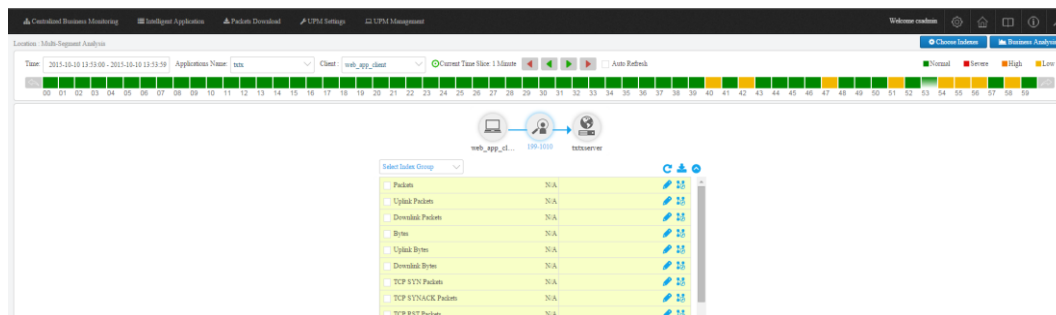 Centralized Business Monitoring Intelligent Application Packets Download UPM Settings UPM Management Welcome csadmin
Location : Multi-Segment Analysis Choose Indexes Business Analysis
Time: 2015-10-10 13:53:00 - 2015-10-10 13:53:59 Applications Name: Client: web_app_client Current Time Slice: 1 Minute Auto Refresh Normal Severe High Low
00 01 02 03 04 05 06 07 08 09 10 11 12 13 14 15 16 17 18 19 20 21 22 23 24 25 26 27 28 29 30 31 32 33 34 35 36 37 38 39 40 41 42 43 44 45 46 47 48 49 50 51 52 53 54 55 56 57 58 59
web_app_cl... 199-1010
Select Index Group
Packets N/A
Uplink Packets N/A
Downlink Packets N/A
Bytes N/A
Uplink Bytes N/A
Downlink Bytes N/A
TCP SYN Packets N/A
TCP SYNACK Packets N/A
TCP RST Packets N/A